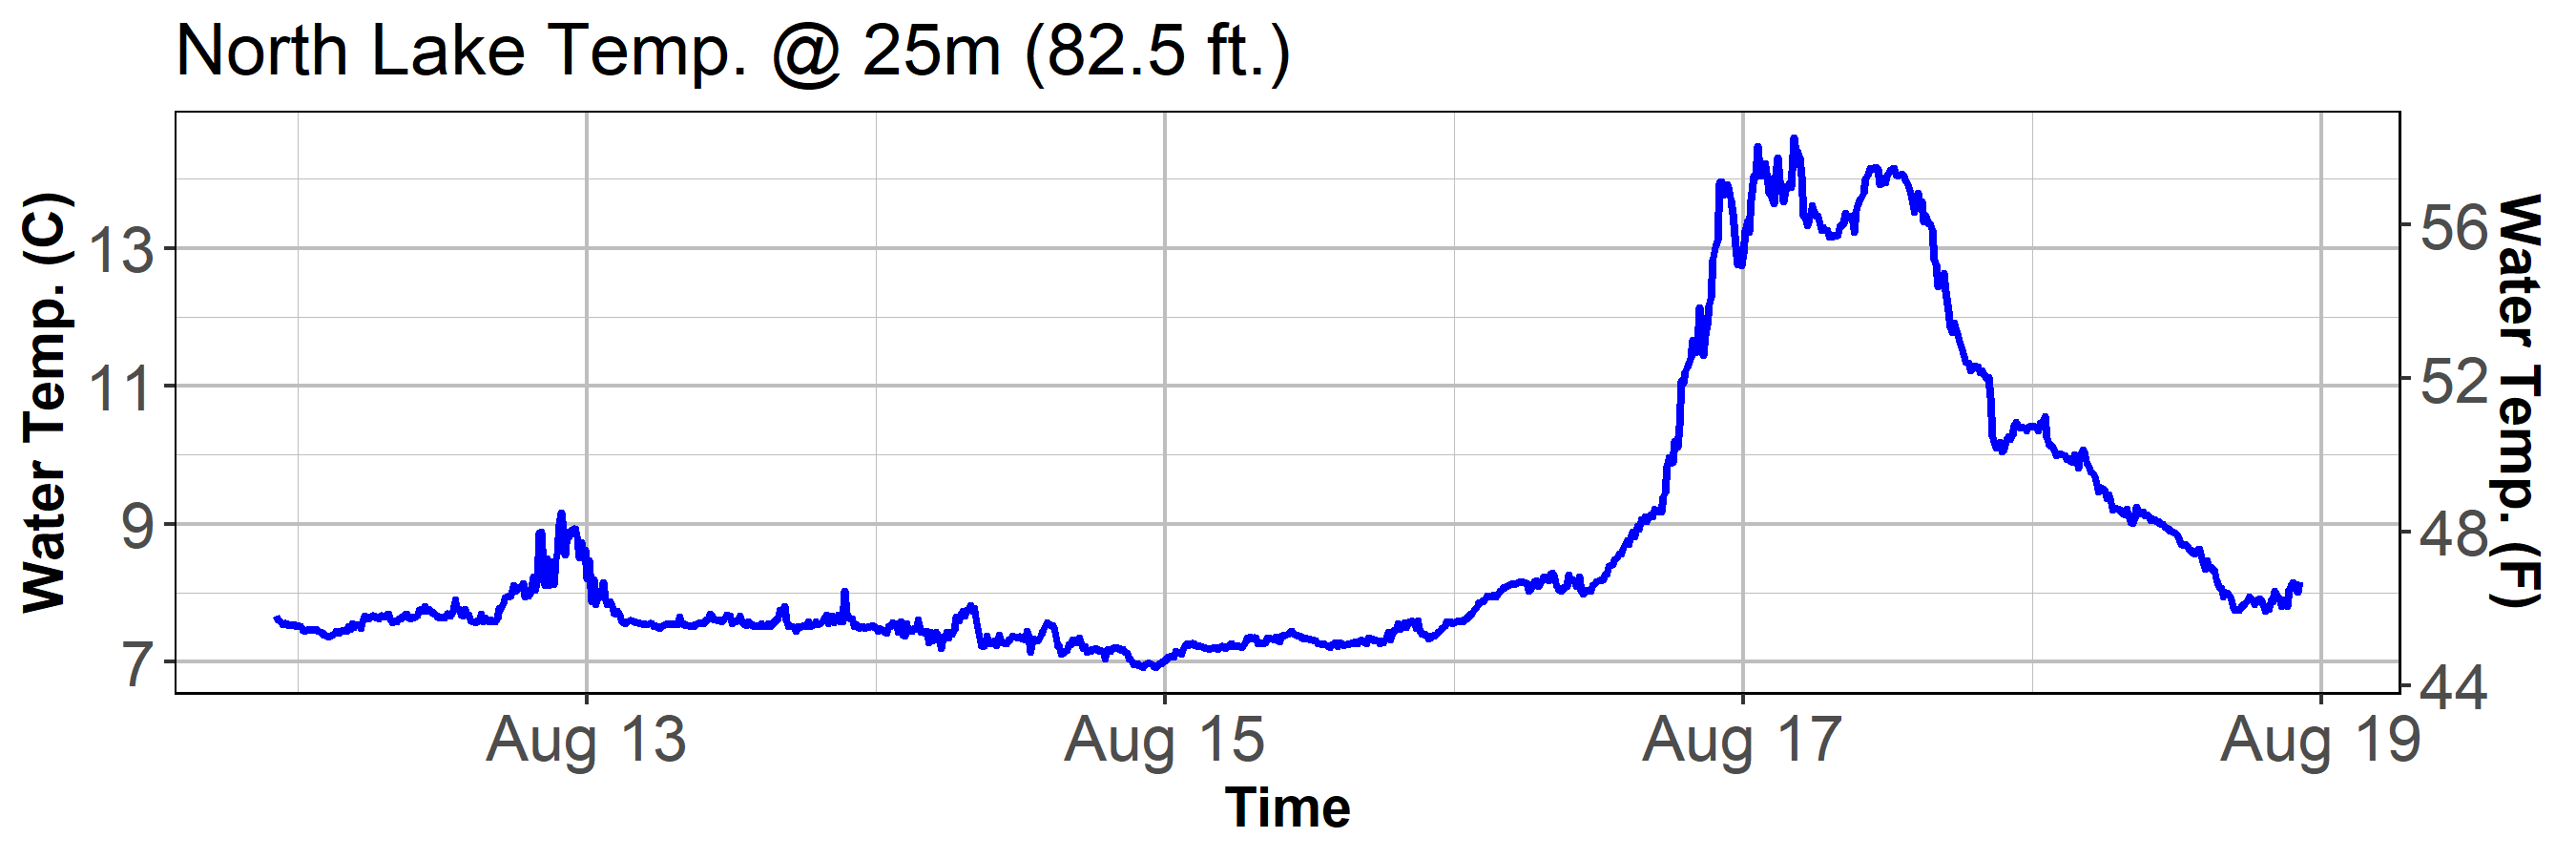 North Lake Temp. @ 25m (82.5 ft.)
Water Temp. (C)
13
11
9
7
56
52
48
44
Water Temp. (F)
Aug 13
Aug 15
Aug 17
Aug 19
Time